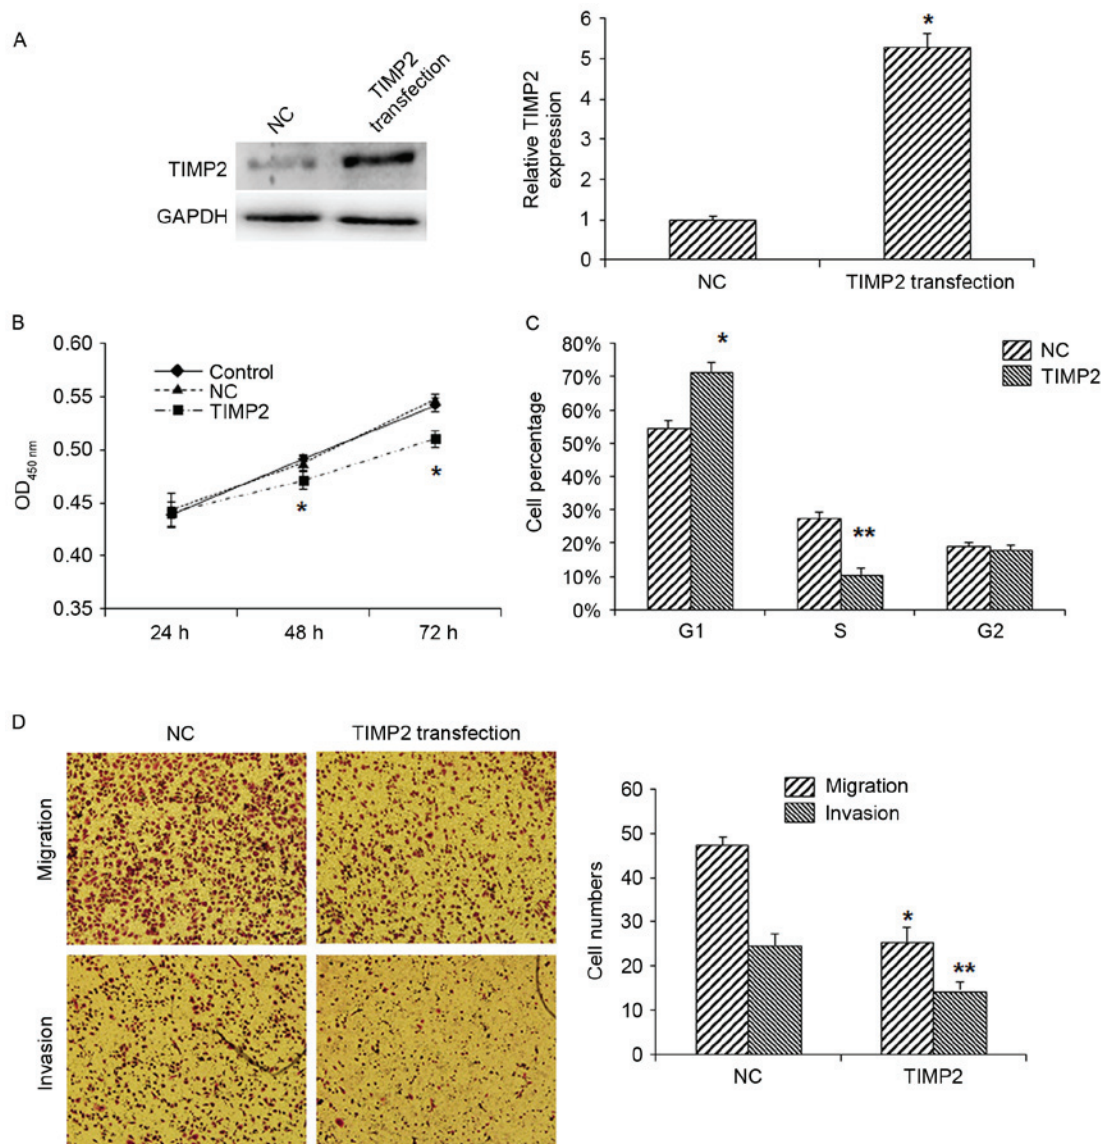 A
NC
TIMP2
transfection
TIMP2
GAPDH
Relative TIMP2
expression
6
5
4
3
2
1
0
*
NC
TIMP2 transfection
B
OD450 nm
0.60
0.55
0.50
0.45
0.40
0.35
Control
NC
TIMP2
*
*
24 h
48 h
72 h
C
Cell percentage
80%
70%
60%
50%
40%
30%
20%
10%
0%
*
**
NC
TIMP2
G1
S
G2
D
NC
TIMP2 transfection
Migration
Invasion
Cell numbers
60
50
40
30
20
10
0
Migration
Invasion
*
**
NC
TIMP2